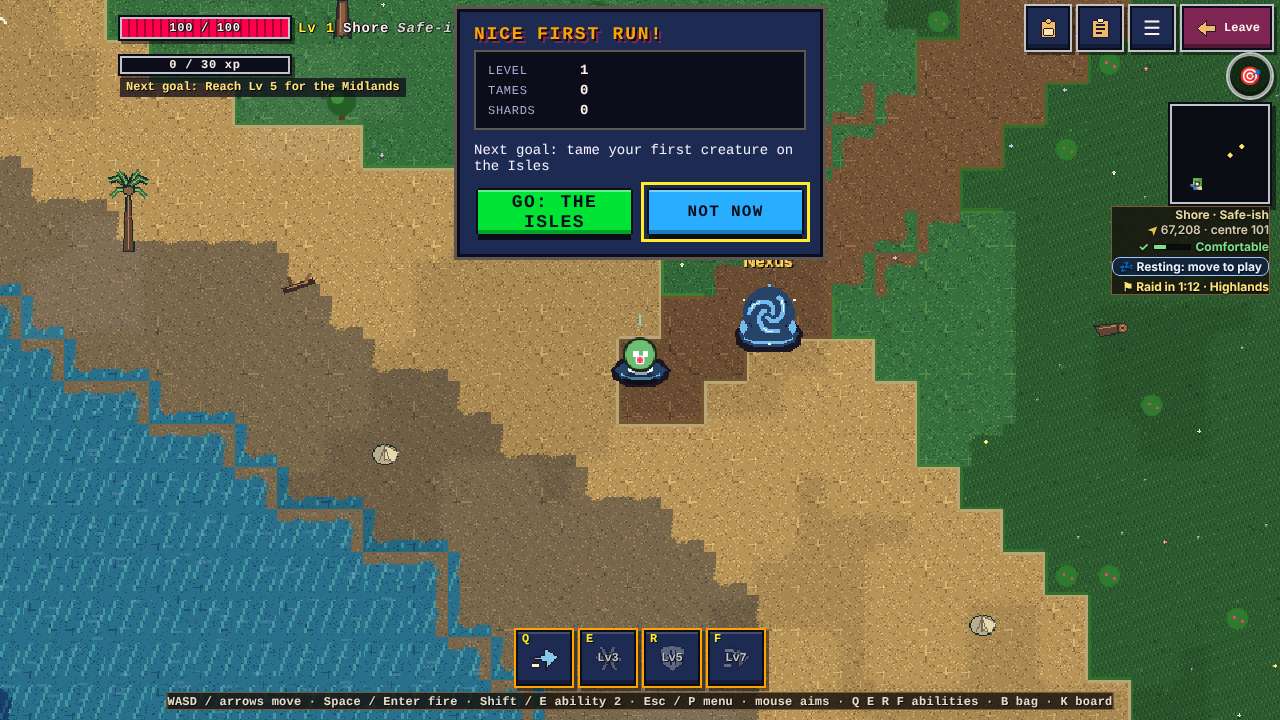 NICE FIRST RUN!
LEVEL 1
TAMES 0
SHARDS 0
Next goal: tame your first creature on
the Isles
GO: THE
ISLES
NOT NOW
100 / 100
Lv 1 Shore Safe-i
0 / 30 xp
Next goal: Reach Lv 5 for the Midlands
Leave
Shore · Safe-ish
67,208 · centre 101
Comfortable
Resting: move to play
Raid in 1:12 · Highlands
Nexus
Q
E
Lv3
R
Lv5
F
Lv7
WASD / arrows move · Space / Enter fire · Shift / E ability 2 · Esc / P menu · mouse aims · Q E R F abilities · B bag · K board